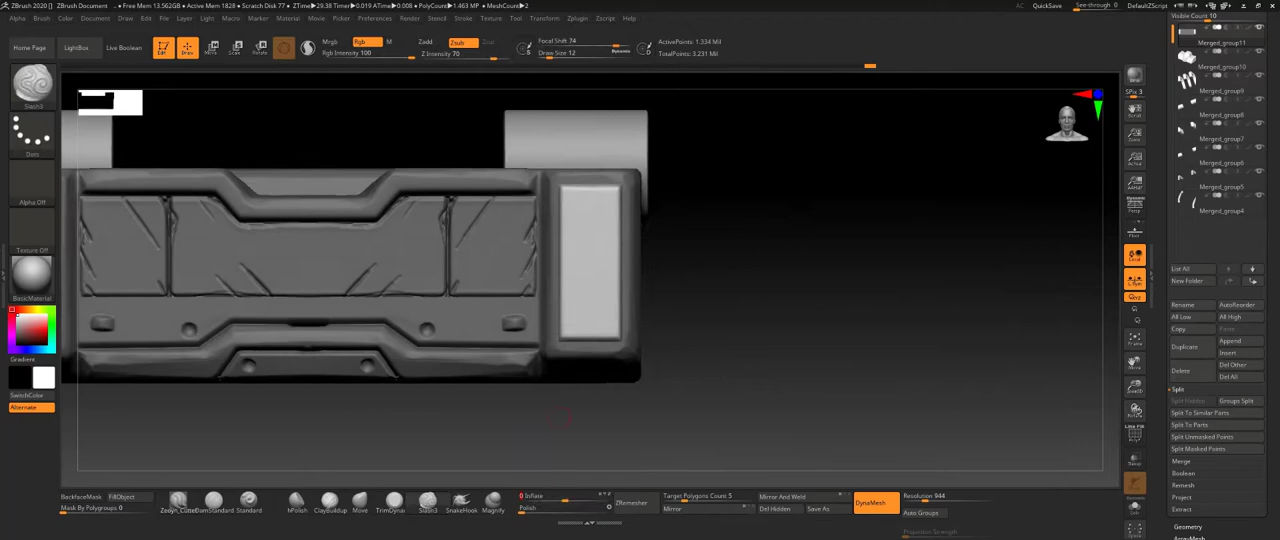 ZBrush 2020 [] ZBrush Document • Free Mem 13.562GB • Active Mem 1828 • Scratch Disk 77 • ZTime▶29.38 Timer▶0.019 ATime▶0.008 • PolyCount▶1.463 MP • MeshCount▶2 AC QuickSave See-through 0 DefaultZScript
Alpha Brush Color Document Draw Edit File Layer Light Macro Marker Material Movie Picker Preferences Render Stencil Stroke Texture Tool Transform Zplugin Zscript Help
Visible Count 10
Home Page LightBox Live Boolean Edit Draw Move Scale Rotate
Mrgb Rgb M
Rgb Intensity 100
Zadd Zsub
Z Intensity 70
Focal Shift 74
Draw Size 12 Dynamic
ActivePoints: 1.334 Mil
TotalPoints: 3.231 Mil
Merged_group11
Merged_group10
Merged_group9
Merged_group8
Merged_group7
Merged_group6
Merged_group5
Merged_group4
Slash3
Dots
Alpha Off
Texture Off
BasicMaterial
Gradient
SwitchColor
Alternate
SPix 3
Scroll
Zoom
Actual
AAHalf
Persp
Floor
Local
L.Sym
Frame
Move
Rotate
Line Fill
PolyF
Transp
Solo
List All
New Folder
Rename AutoReorder
All Low All High
Copy Paste
Duplicate Append
Insert
Delete Del Other
Del All
Split
Split Hidden Groups Split
Split To Similar Parts
Split To Parts
Split Unmasked Points
Split Masked Points
Merge
Boolean
Remesh
Project
Extract
Geometry
ArrayMesh
BackfaceMask FillObject
Mask By Polygroups 0
DamStandard Standard hPolish ClayBuildup Move TrimDyna Slash3 SnakeHook Magnify
0 Inflate
Polish
ZRemesher
Target Polygons Count 5
Mirror
Mirror And Weld
Del Hidden Save As
DynaMesh
Resolution 944
Auto Groups
Proportion Strength